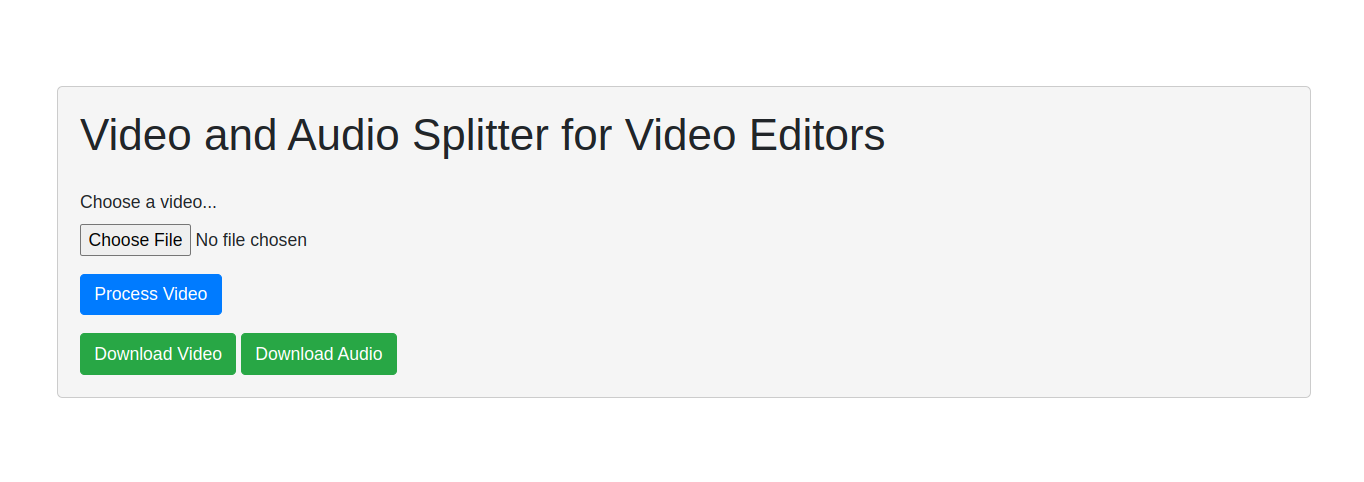 Video and Audio Splitter for Video Editors
Choose a video...
Choose File No file chosen
Process Video
Download Video Download Audio